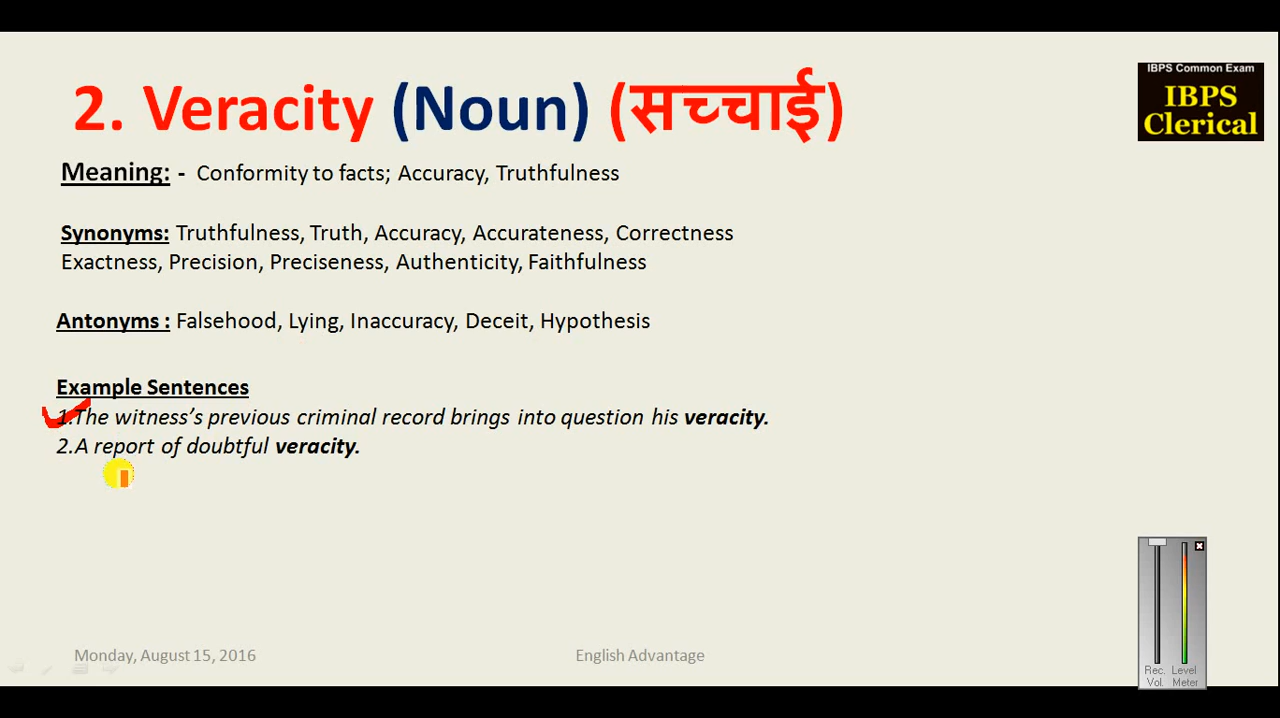 2. Veracity (Noun) (सच्चाई)
IBPS Common Exam
IBPS
Clerical
Meaning: - Conformity to facts; Accuracy, Truthfulness
Synonyms: Truthfulness, Truth, Accuracy, Accurateness, Correctness
Exactness, Precision, Preciseness, Authenticity, Faithfulness
Antonyms : Falsehood, Lying, Inaccuracy, Deceit, Hypothesis
Example Sentences
1.The witness’s previous criminal record brings into question his veracity.
2.A report of doubtful veracity.
Monday, August 15, 2016
English Advantage
Rec. Level
Vol. Meter